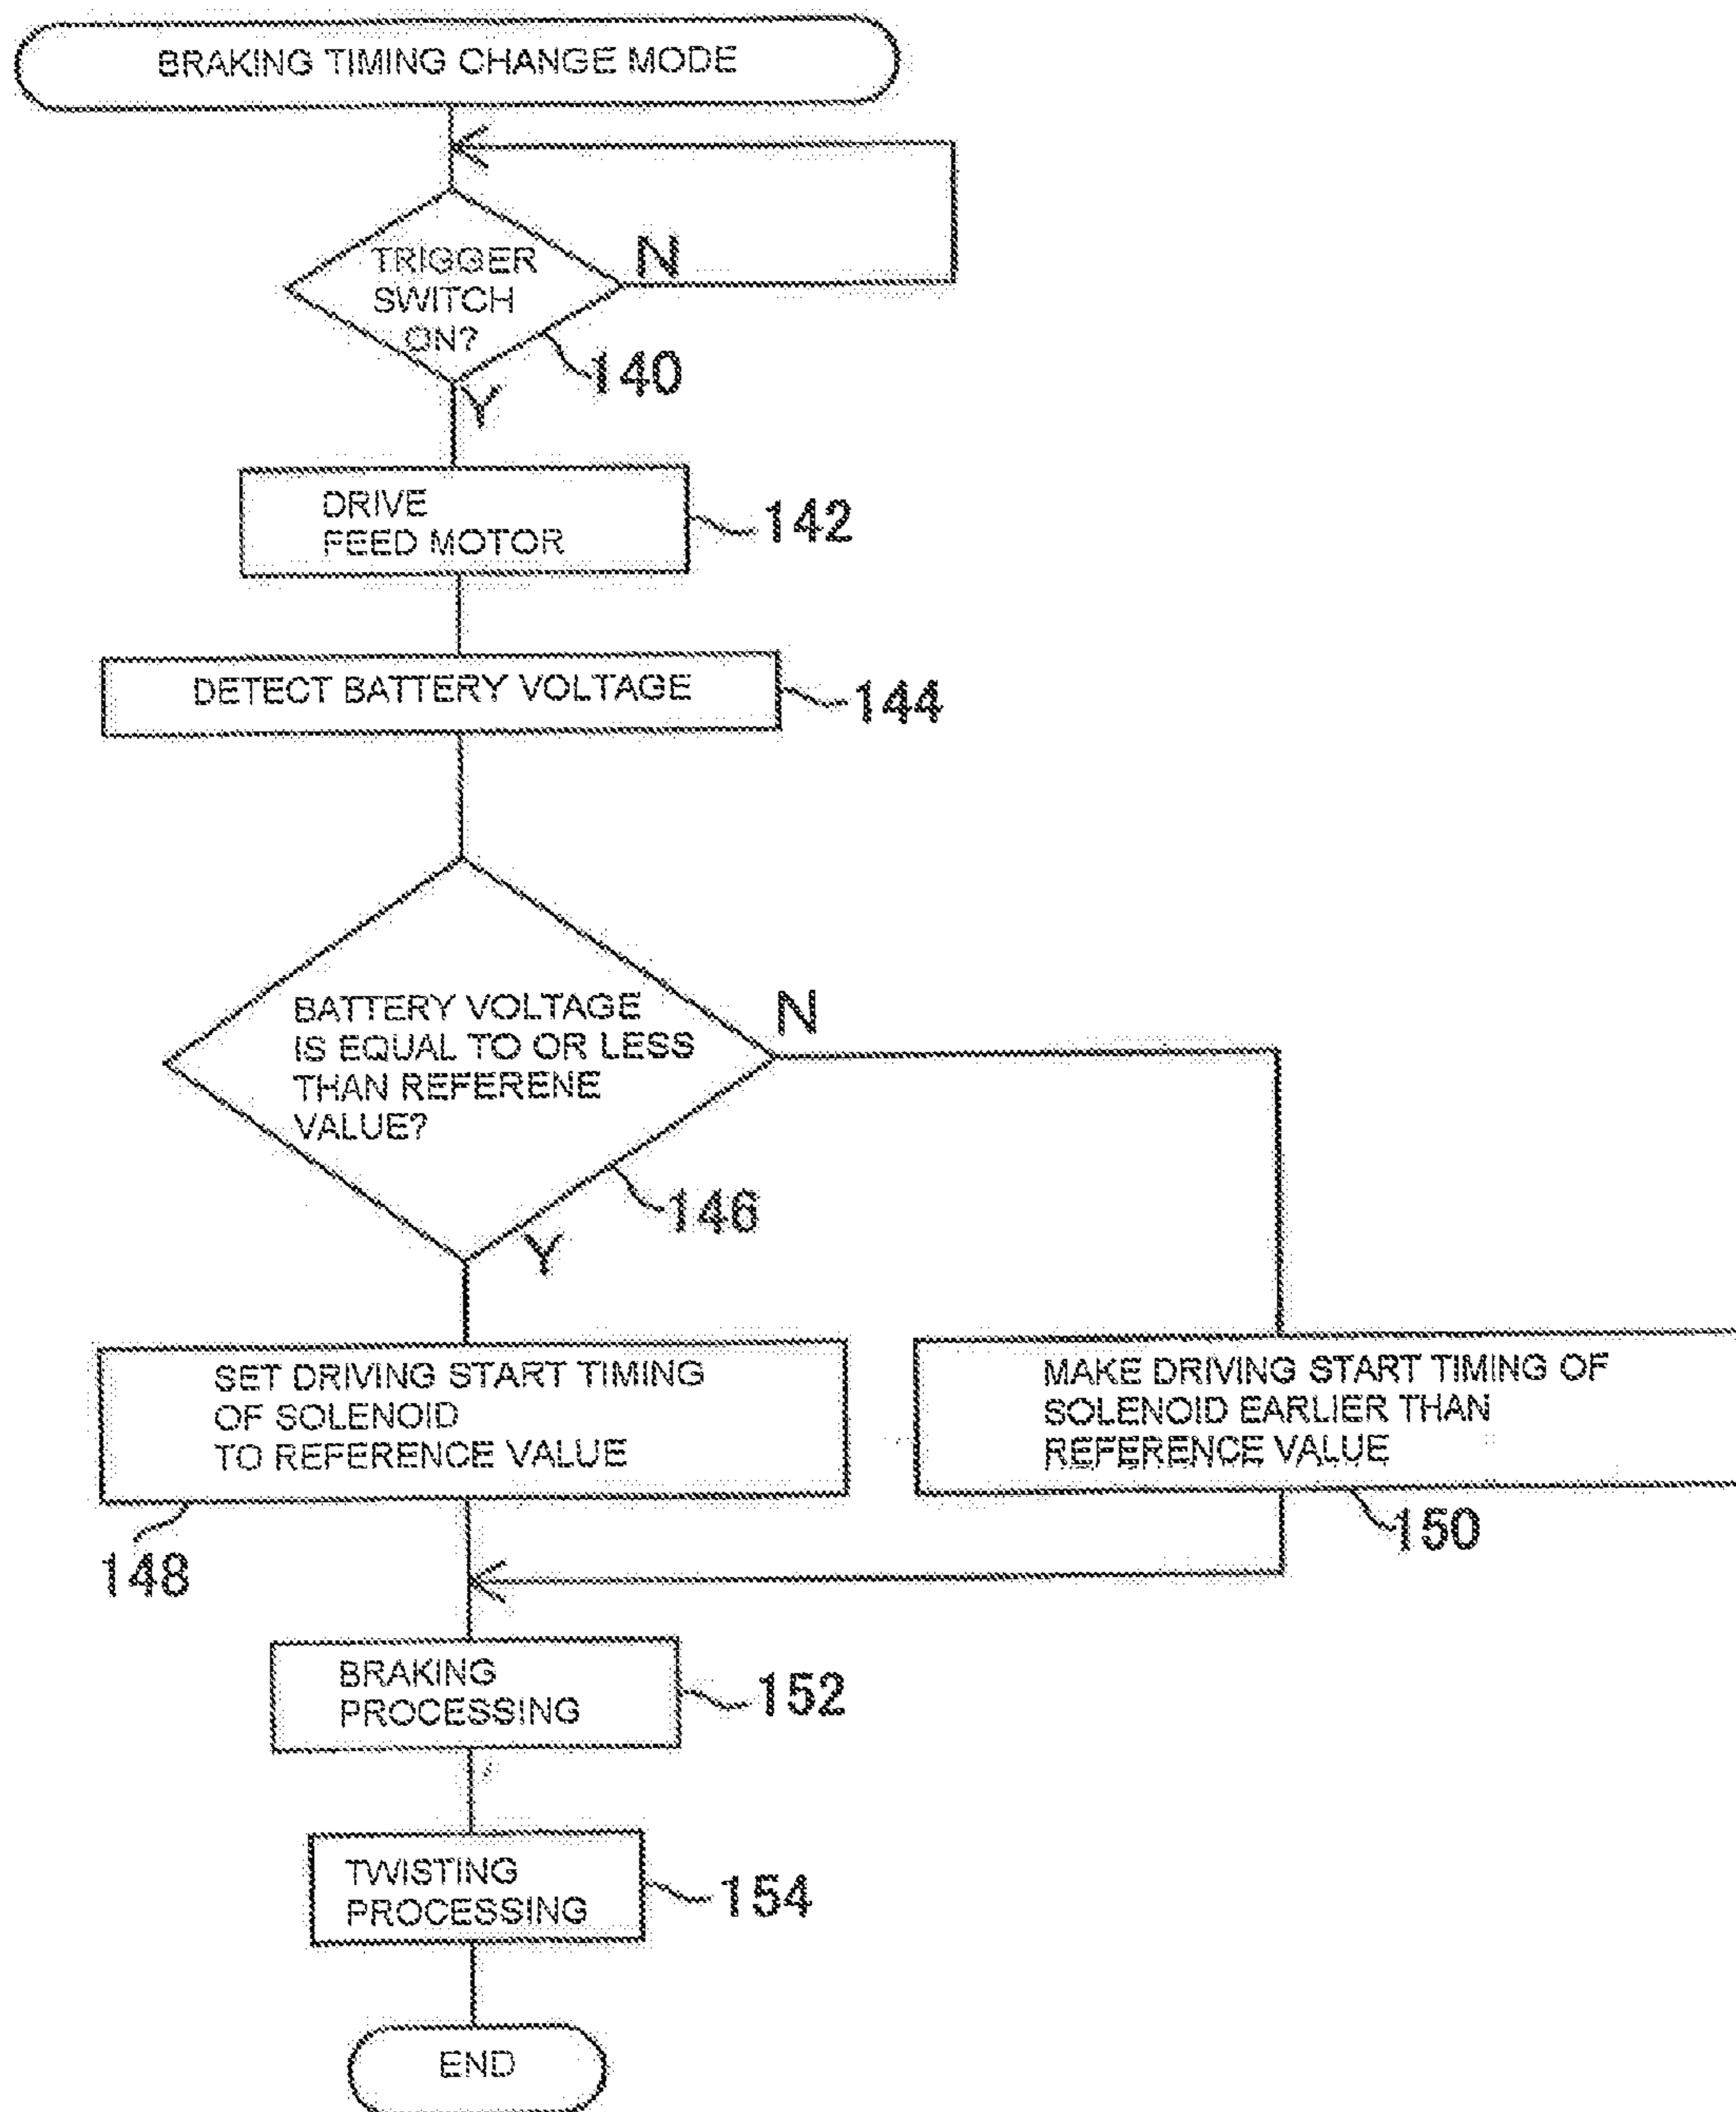 BRAKING TIMING CHANGE MODE
TRIGGER
SWITCH
ON?
N
140
Y
DRIVE
FEED MOTOR
142
DETECT BATTERY VOLTAGE
144
BATTERY VOLTAGE
IS EQUAL TO OR LESS
THAN REFERENE
VALUE?
N
146
Y
SET DRIVING START TIMING
OF SOLENOID
TO REFERENCE VALUE
148
MAKE DRIVING START TIMING OF
SOLENOID EARLIER THAN
REFERENCE VALUE
150
BRAKING
PROCESSING
152
TWISTING
PROCESSING
154
END